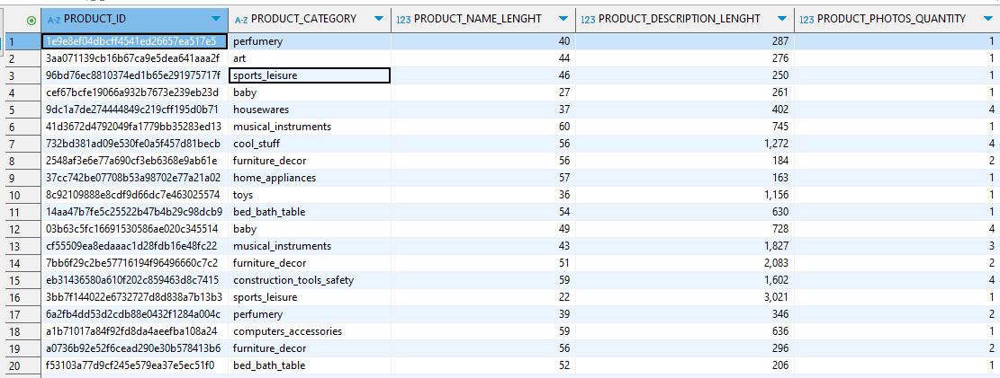 A-Z PRODUCT_ID A-Z PRODUCT_CATEGORY 123 PRODUCT_NAME_LENGHT 123 PRODUCT_DESCRIPTION_LENGHT 123 PRODUCT_PHOTOS_QUANTITY
1 1e9e8ef04dbcff4541ed26657ea517e5 perfumery 40 287 1
2 3aa071139cb16b67ca9e5dea641aaa2f art 44 276 1
3 96bd76ec8810374ed1b65e291975717f sports_leisure 46 250 1
4 cef67bcfe19066a932b7673e239eb23d baby 27 261 1
5 9dc1a7de274444849c219cff195d0b71 housewares 37 402 4
6 41d3672d4792049fa1779bb35283ed13 musical_instruments 60 745 1
7 732bd381ad09e530fe0a5f457d81becb cool_stuff 56 1,272 4
8 2548af3e6e77a690cf3eb6368e9ab61e furniture_decor 56 184 2
9 37cc742be07708b53a98702e77a21a02 home_appliances 57 163 1
10 8c92109888e8cdf9d66dc7e463025574 toys 36 1,156 1
11 14aa47b7fe5c25522b47b4b29c98dcb9 bed_bath_table 54 630 1
12 03b63c5fc16691530586ae020c345514 baby 49 728 4
13 cf55509ea8edaaac1d28fdb16e48fc22 musical_instruments 43 1,827 3
14 7bb6f29c2be57716194f96496660c7c2 furniture_decor 51 2,083 2
15 eb31436580a610f202c859463d8c7415 construction_tools_safety 59 1,602 4
16 3bb7f144022e6732727d8d838a7b13b3 sports_leisure 22 3,021 1
17 6a2fb4dd53d2cdb88e0432f1284a004c perfumery 39 346 2
18 a1b71017a84f92fd8da4aeefba108a24 computers_accessories 59 636 1
19 a0736b92e52f6cead290e30b578413b6 furniture_decor 56 296 2
20 f53103a77d9cf245e579ea37e5ec51f0 bed_bath_table 52 206 1